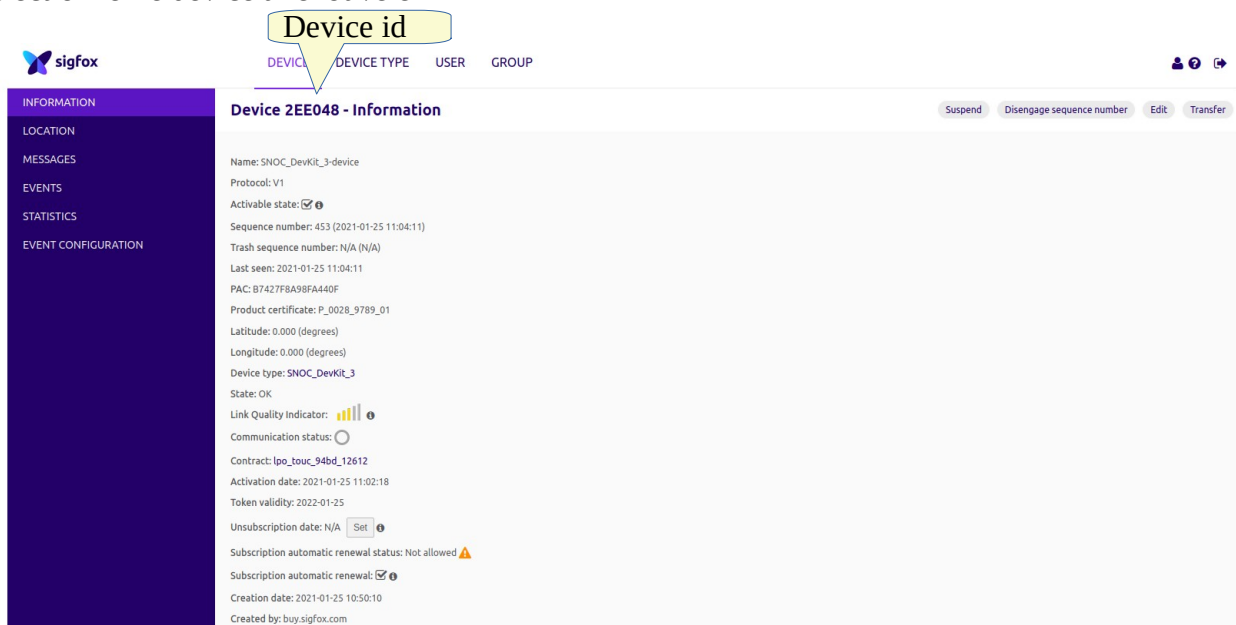 Device id
sigfox
DEVICE DEVICE TYPE USER GROUP
INFORMATION
LOCATION
MESSAGES
EVENTS
STATISTICS
EVENT CONFIGURATION
Device 2EE048 - Information
Suspend Disengage sequence number Edit Transfer
Name: SNOC_DevKit_3-device
Protocol: V1
Activable state:
Sequence number: 453 (2021-01-25 11:04:11)
Trash sequence number: N/A (N/A)
Last seen: 2021-01-25 11:04:11
PAC: B7427F8A98FA440F
Product certificate: P_0028_9789_01
Latitude: 0.000 (degrees)
Longitude: 0.000 (degrees)
Device type: SNOC_DevKit_3
State: OK
Link Quality Indicator:
Communication status:
Contract: lpo_touc_94bd_12612
Activation date: 2021-01-25 11:02:18
Token validity: 2022-01-25
Unsubscription date: N/A Set
Subscription automatic renewal status: Not allowed
Subscription automatic renewal:
Creation date: 2021-01-25 10:50:10
Created by: buy.sigfox.com